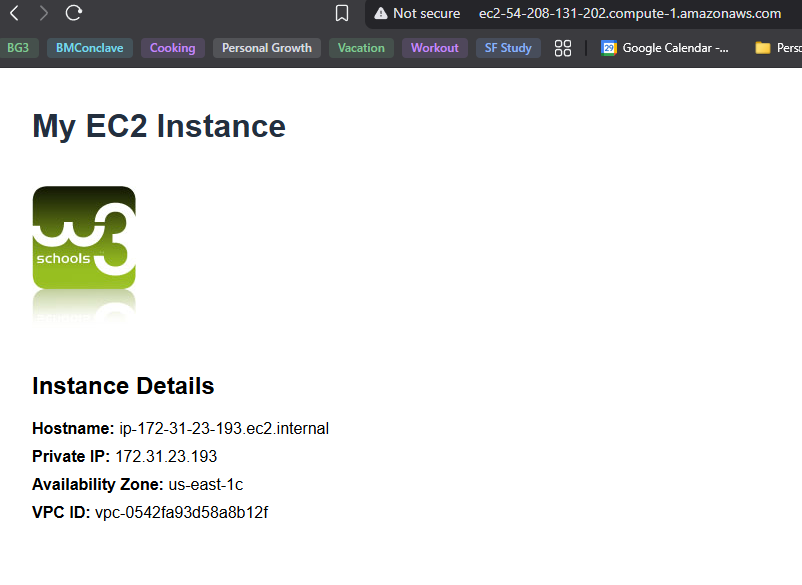 Not secure ec2-54-208-131-202.compute-1.amazonaws.com
BG3 BMConclave Cooking Personal Growth Vacation Workout SF Study 29 Google Calendar -... Persc
My EC2 Instance
w3
schools
Instance Details
Hostname: ip-172-31-23-193.ec2.internal
Private IP: 172.31.23.193
Availability Zone: us-east-1c
VPC ID: vpc-0542fa93d58a8b12f